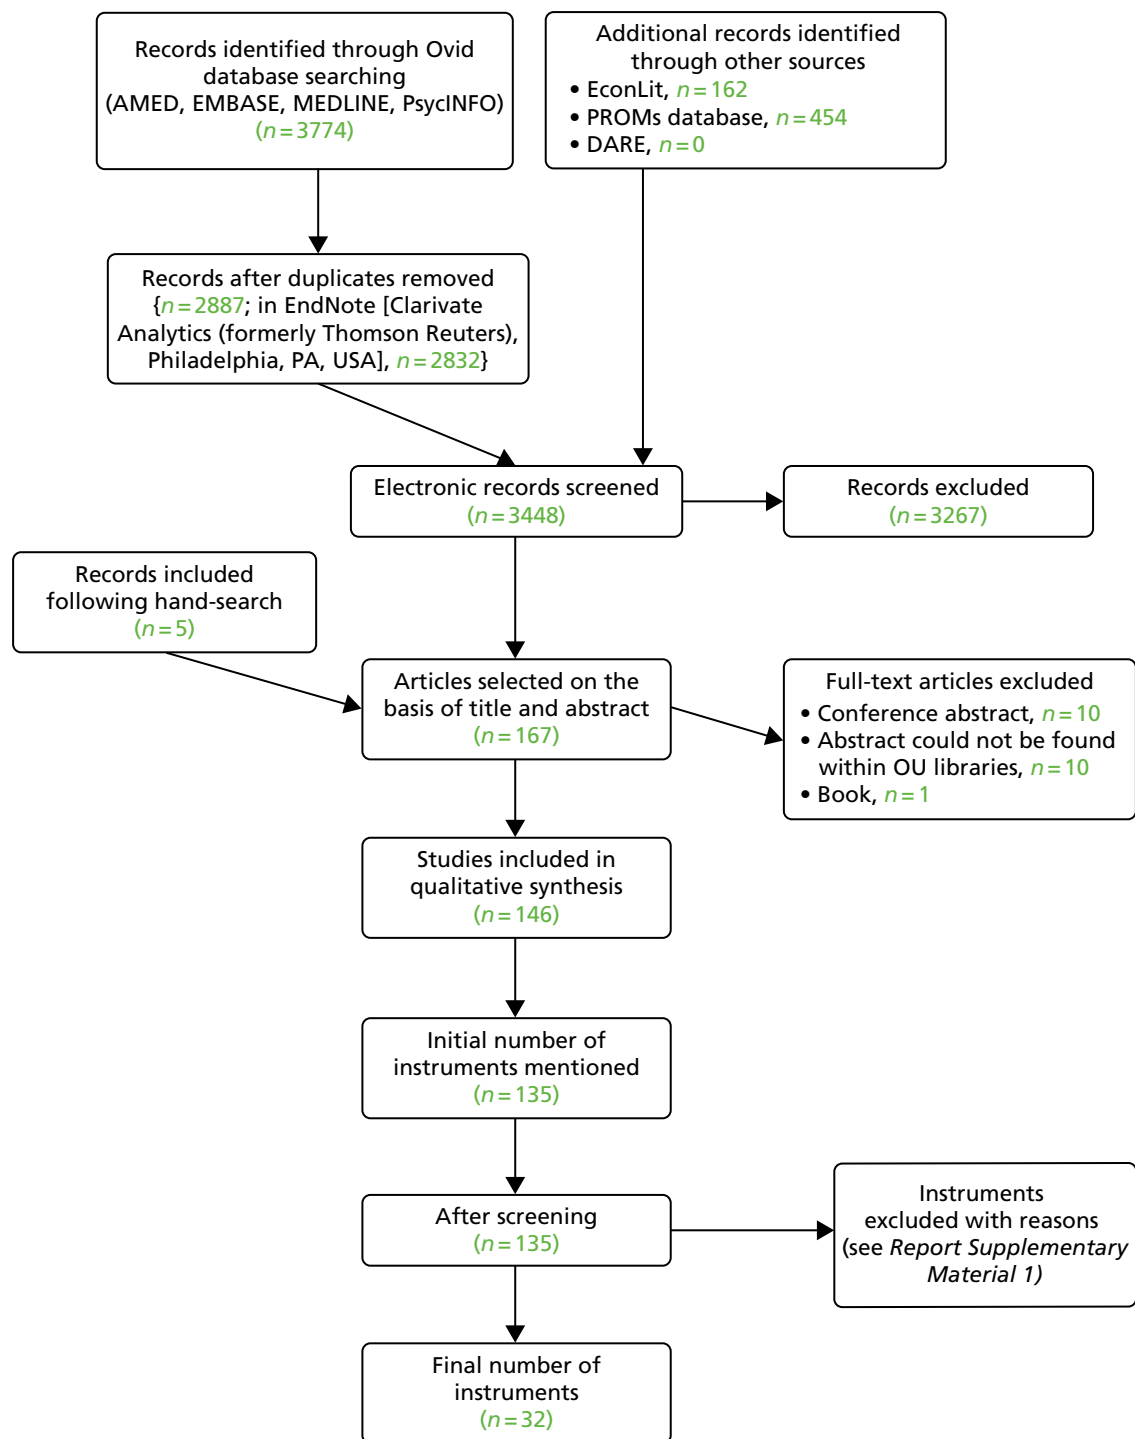 Records identified through Ovid
database searching
(AMED, EMBASE, MEDLINE, PsycINFO)
(n=3774)
Additional records identified
through other sources
• EconLit, n=162
• PROMs database, n=454
• DARE, n=0
Records after duplicates removed
{n=2887; in EndNote [Clarivate
Analytics (formerly Thomson Reuters),
Philadelphia, PA, USA], n=2832}
Electronic records screened
(n=3448)
Records excluded
(n=3267)
Records included
following hand-search
(n=5)
Articles selected on the
basis of title and abstract
(n=167)
Full-text articles excluded
• Conference abstract, n=10
• Abstract could not be found
within OU libraries, n=10
• Book, n=1
Studies included in
qualitative synthesis
(n=146)
Initial number of
instruments mentioned
(n=135)
After screening
(n=135)
Instruments
excluded with reasons
(see Report Supplementary
Material 1)
Final number of
instruments
(n=32)